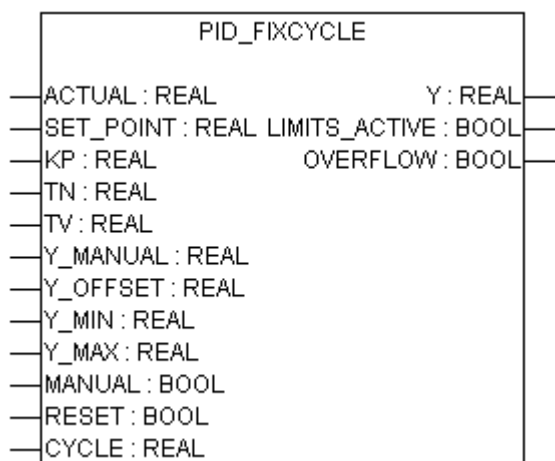 PID_FIXCYCLE
ACTUAL : REAL Y : REAL
SET_POINT : REAL LIMITS_ACTIVE : BOOL
KP : REAL OVERFLOW : BOOL
TN : REAL
TV : REAL
Y_MANUAL : REAL
Y_OFFSET : REAL
Y_MIN : REAL
Y_MAX : REAL
MANUAL : BOOL
RESET : BOOL
CYCLE : REAL